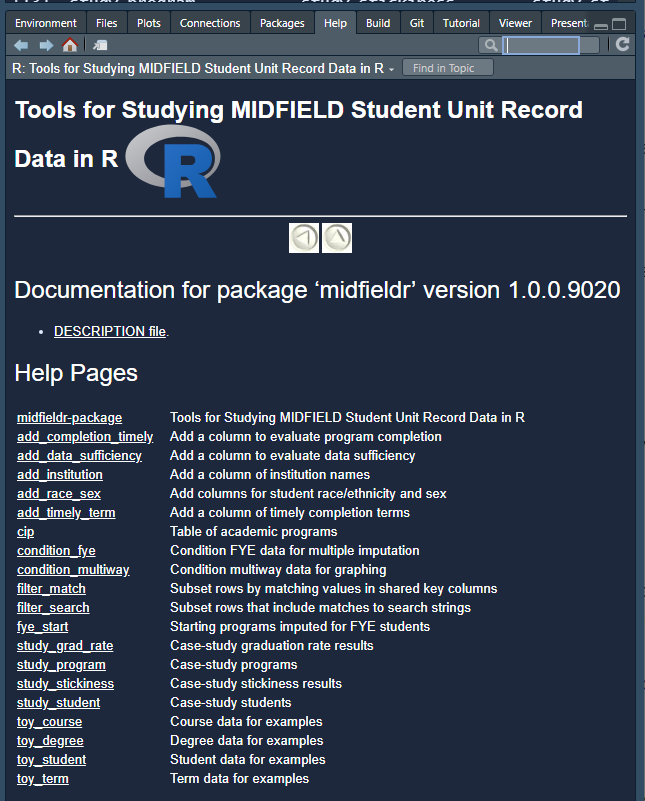 Environment Files Plots Connections Packages Help Build Git Tutorial Viewer Present
R: Tools for Studying MIDFIELD Student Unit Record Data in R Find in Topic
Tools for Studying MIDFIELD Student Unit Record
Data in R R
Documentation for package ‘midfieldr’ version 1.0.0.9020
• DESCRIPTION file.
Help Pages
midfieldr-package Tools for Studying MIDFIELD Student Unit Record Data in R
add_completion_timely Add a column to evaluate program completion
add_data_sufficiency Add a column to evaluate data sufficiency
add_institution Add a column of institution names
add_race_sex Add columns for student race/ethnicity and sex
add_timely_term Add a column of timely completion terms
cip Table of academic programs
condition_fye Condition FYE data for multiple imputation
condition_multiway Condition multiway data for graphing
filter_match Subset rows by matching values in shared key columns
filter_search Subset rows that include matches to search strings
fye_start Starting programs imputed for FYE students
study_grad_rate Case-study graduation rate results
study_program Case-study programs
study_stickiness Case-study stickiness results
study_student Case-study students
toy_course Course data for examples
toy_degree Degree data for examples
toy_student Student data for examples
toy_term Term data for examples